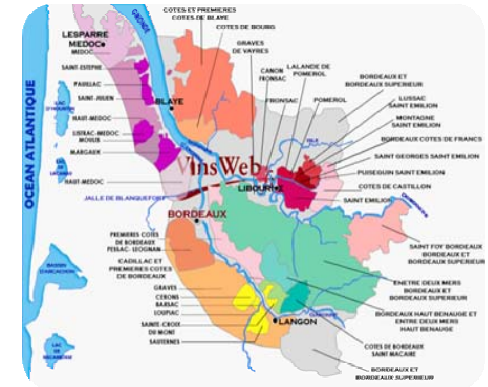 COTES ET PREMIERES
COTES DE BLAYE
COTES DE BOURG
GRAVES
DE VAYRES
CANON
FRONSAC
LALANDE DE
POMEROL
FRONSAC
POMEROL
BORDEAUX ET
BORDEAUX SUPERIEUR
LUSSAC
SAINT EMILION
MONTAGNE
SAINT EMILION
BORDEAUX COTES DE FRANCS
SAINT GEORGES SAINT EMILION
PUISEGUIN SAINT EMILION
COTES DE CASTILLON
SAINT EMILION
GIRONDE
LESPARRE
MEDOC
MEDOC
SAINT-ESTEPHE
PAUILLAC
SAINT-JULIEN
HAUT-MEDOC
LISTRAC-MEDOC
MOULIS
MARGAUX
HAUT-MEDOC
JALLE DE BLANQUEFORT
OCEAN ATLANTIQUE
BLAYE
VinsWeb
LIBOURNE
ISLE
BORDEAUX
PREMIERES COTES
DE BORDEAUX
PESSAC-LEOGNAN
CADILLAC ET
PREMIERES COTES
DE BORDEAUX
GRAVES
CERONS
BARSAC
LOUPIAC
SAINTE-CROIX
DU MONT
SAUTERNES
BASSIN
D'ARCACHON
LANGON
SAINT FOY BORDEAUX
BORDEAUX ET
BORDEAUX SUPERIEUR
ENTRE DEUX MERS
BORDEAUX ET
BORDEAUX SUPERIEUR
BORDEAUX HAUT BENAUGE ET
ENTRE DEUX MERS
HAUT BENAUGE
COTES DE BORDEAUX
SAINT MACAIRE
BORDEAUX ET
BORDEAUX SUPERIEUR